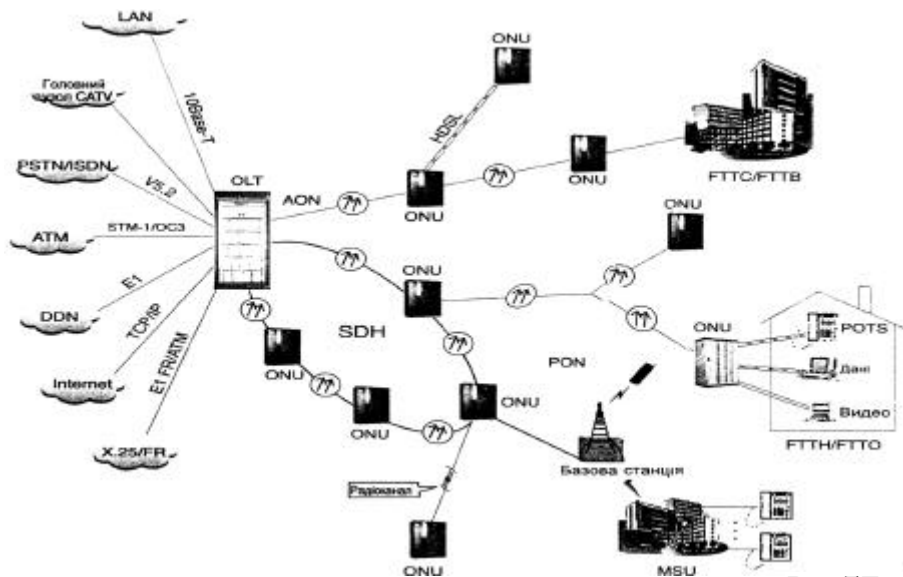 LAN
10Base-T
Головний
вузол CATV
PSTN/ISDN
V5.2
ATM
STM-1/OC3
DDN
E1
TCP/IP
Internet
E1 FR/ATM
X.25/FR
OLT
AON
ONU
HDSL
ONU
ONU
FTTC/FTTB
ONU
ONU
SDH
ONU
ONU
ONU
PON
ONU
POTS
Дані
Видео
FTTH/FTTO
Базова станція
Радіоканал
ONU
MSU